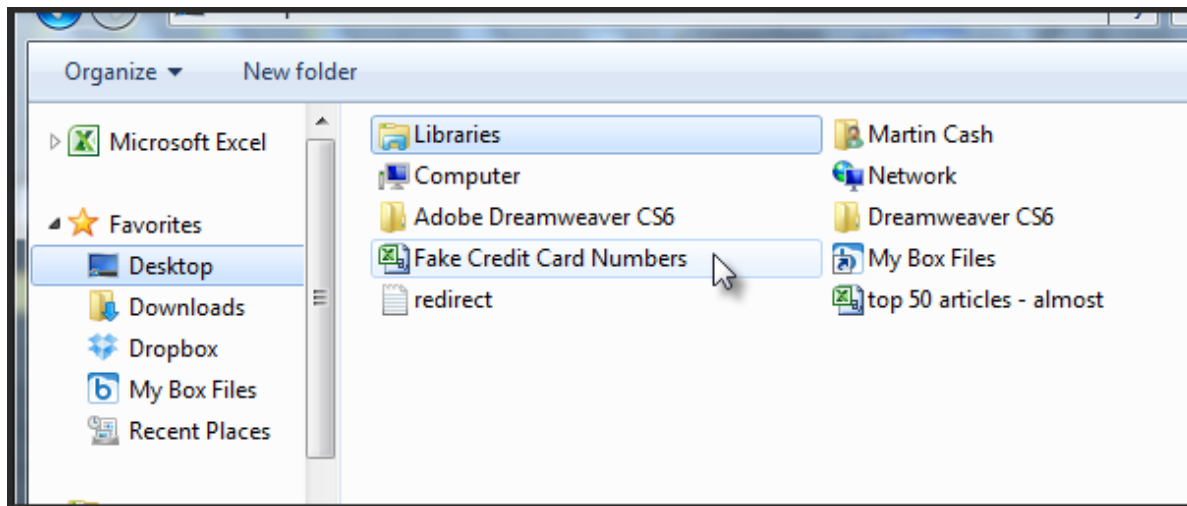 Organize New folder
Microsoft Excel
Favorites
Desktop
Downloads
Dropbox
My Box Files
Recent Places
Libraries
Computer
Adobe Dreamweaver CS6
Fake Credit Card Numbers
redirect
Martin Cash
Network
Dreamweaver CS6
My Box Files
top 50 articles - almost